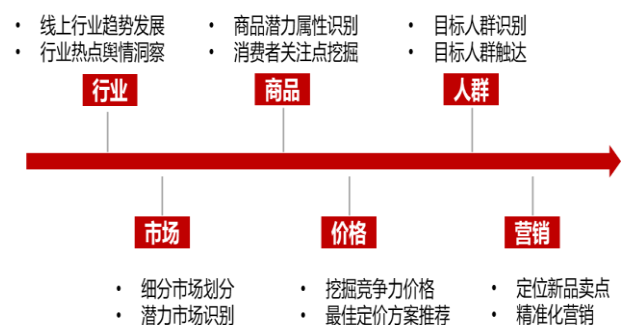 • 线上行业趋势发展
• 行业热点舆情洞察
行业
• 商品潜力属性识别
• 消费者关注点挖掘
商品
• 目标人群识别
• 目标人群触达
人群
市场
• 细分市场划分
• 潜力市场识别
价格
• 挖掘竞争力价格
• 最佳定价方案推荐
营销
• 定位新品卖点
• 精准化营销